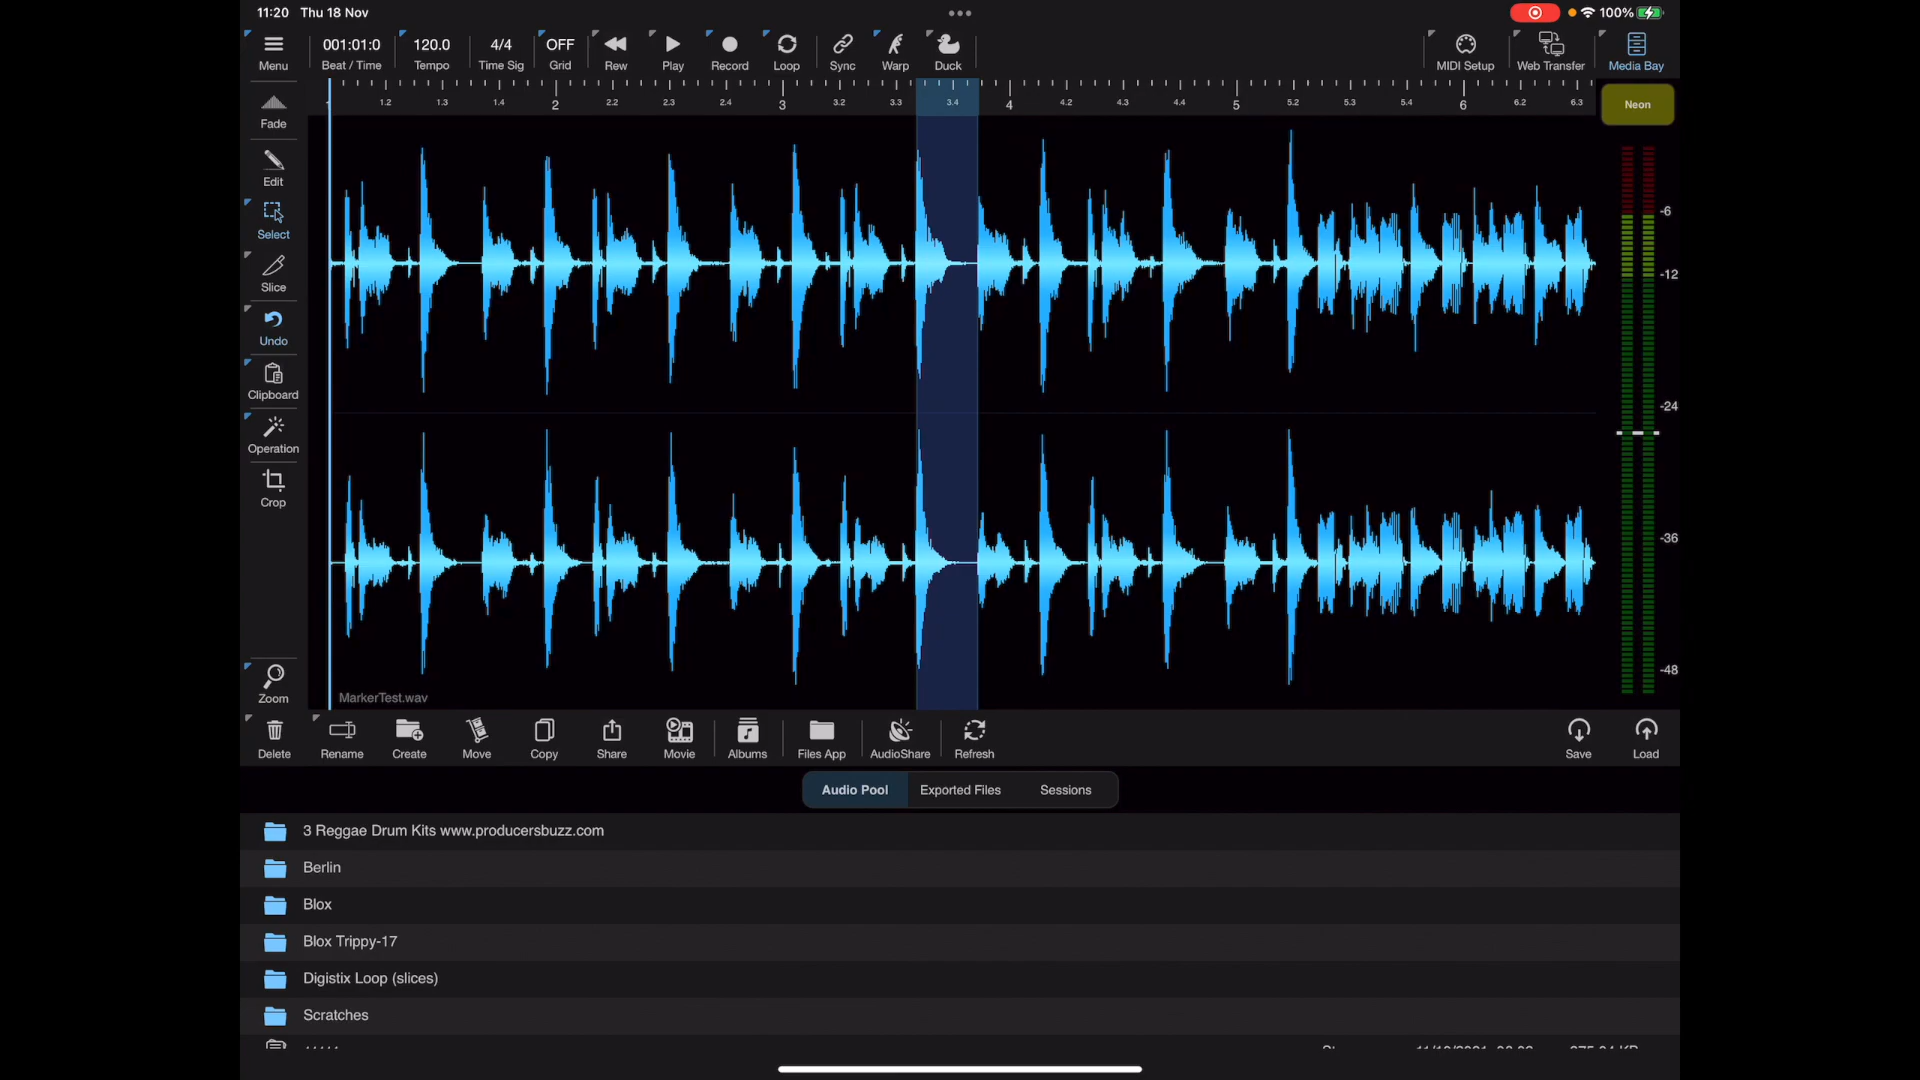 11:20 Thu 18 Nov
100%
Menu
001:01:0
Beat / Time
120.0
Tempo
4/4
Time Sig
OFF
Grid
Rew
Play
Record
Loop
Sync
Warp
Duck
MIDI Setup
Web Transfer
Media Bay
1.2 1.3 1.4 2 2.2 2.3 2.4 3 3.2 3.3 3.4 4 4.2 4.3 4.4 5 5.2 5.3 5.4 6 6.2 6.3
Neon
Fade
Edit
Select
Slice
Undo
Clipboard
Operation
Crop
Zoom
-6
-12
-24
-36
-48
MarkerTest.wav
Delete
Rename
Create
Move
Copy
Share
Movie
Albums
Files App
AudioShare
Refresh
Save
Load
Audio Pool
Exported Files
Sessions
3 Reggae Drum Kits www.producersbuzz.com
Berlin
Blox
Blox Trippy-17
Digistix Loop (slices)
Scratches